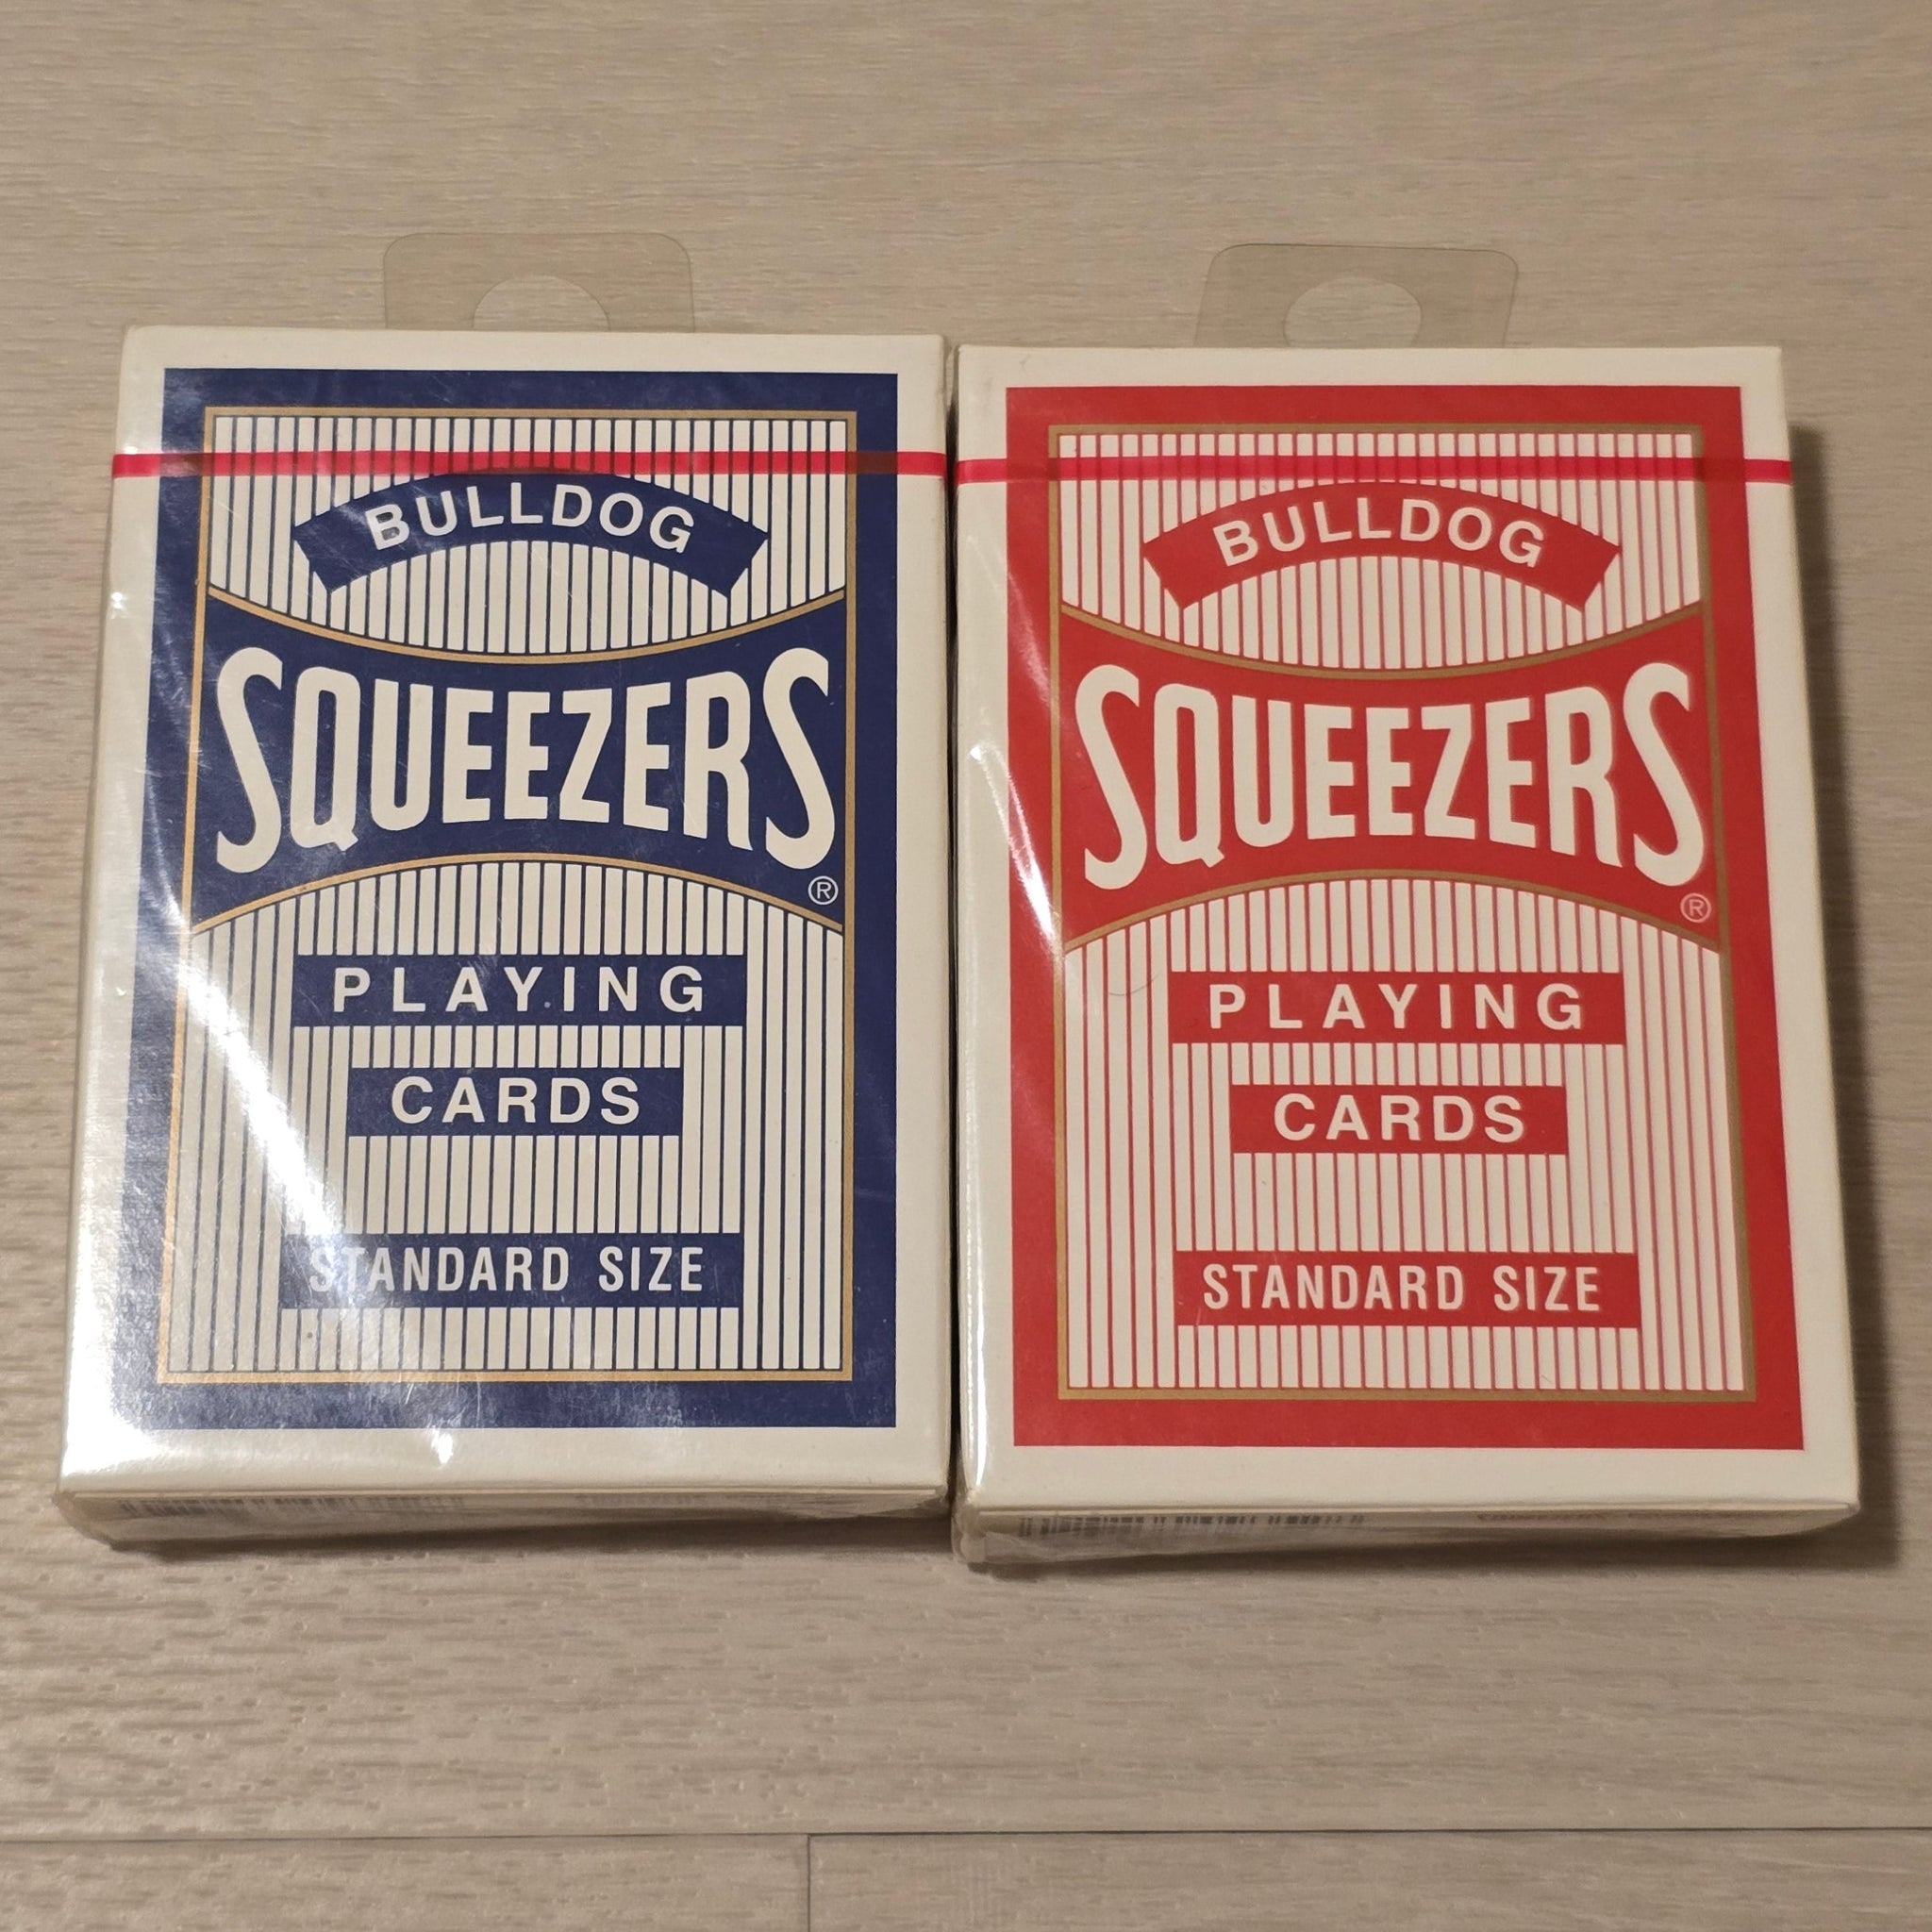 BULLDOG
SQUEEZERS®
PLAYING
CARDS
STANDARD SIZE
BULLDOG
SQUEEZERS®
PLAYING
CARDS
STANDARD SIZE